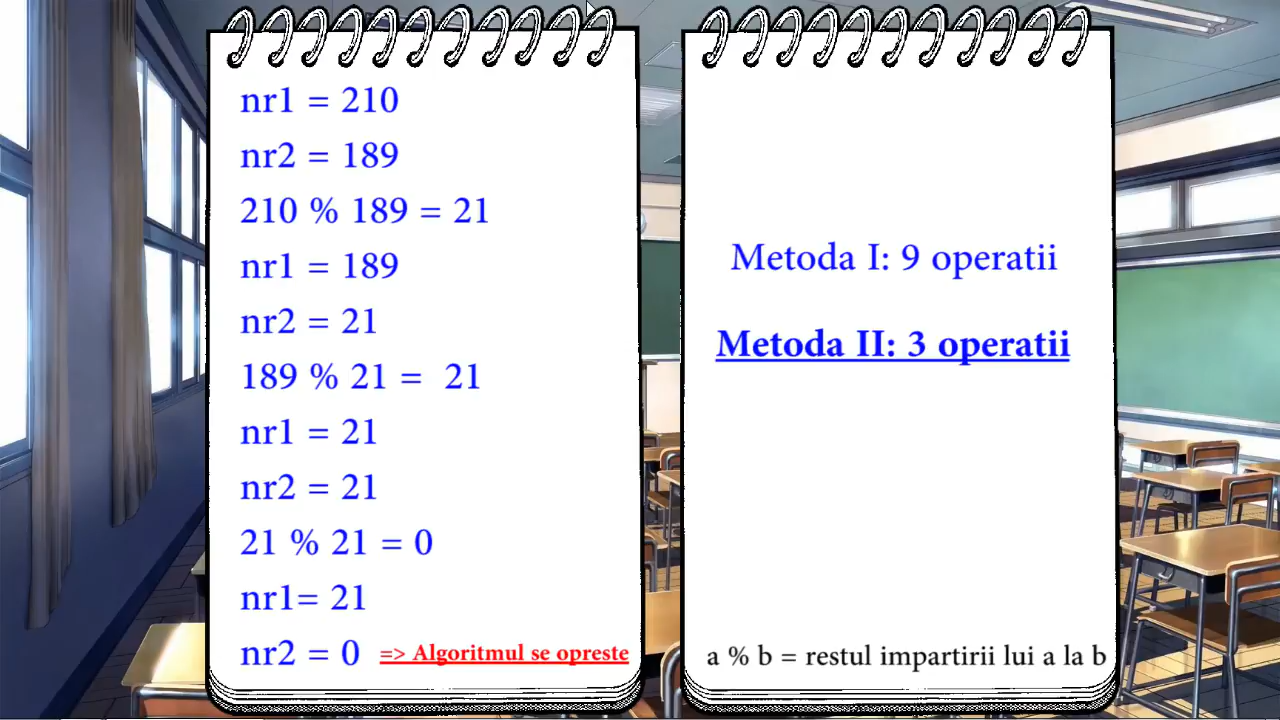 nr1 = 210
nr2 = 189
210 % 189 = 21
nr1 = 189
nr2 = 21
189 % 21 =  21
nr1 = 21
nr2 = 21
21 % 21 = 0
nr1= 21
nr2 = 0 => Algoritmul se opreste
Metoda I: 9 operatii
Metoda II: 3 operatii
a % b = restul impartirii lui a la b